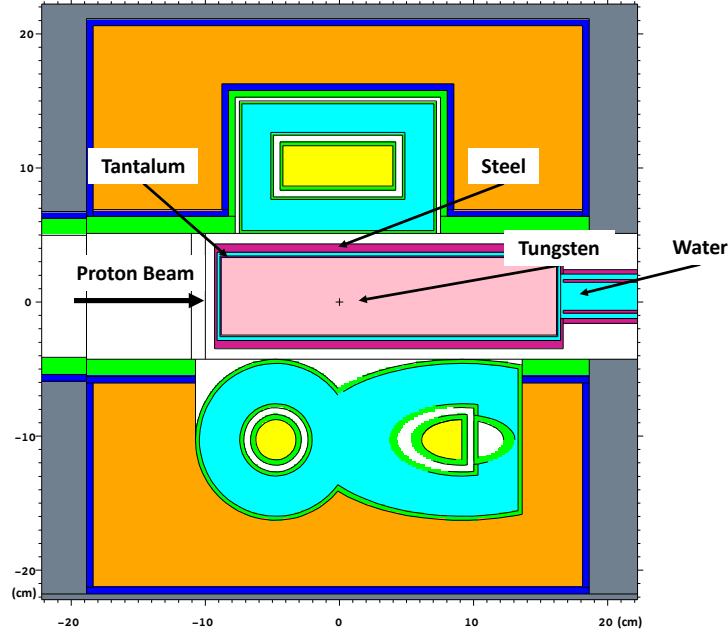 20
Tantalum
Steel
10
Tungsten
Water
Proton Beam
0
−10
−20
(cm)
−20
−10
0
10
20 (cm)